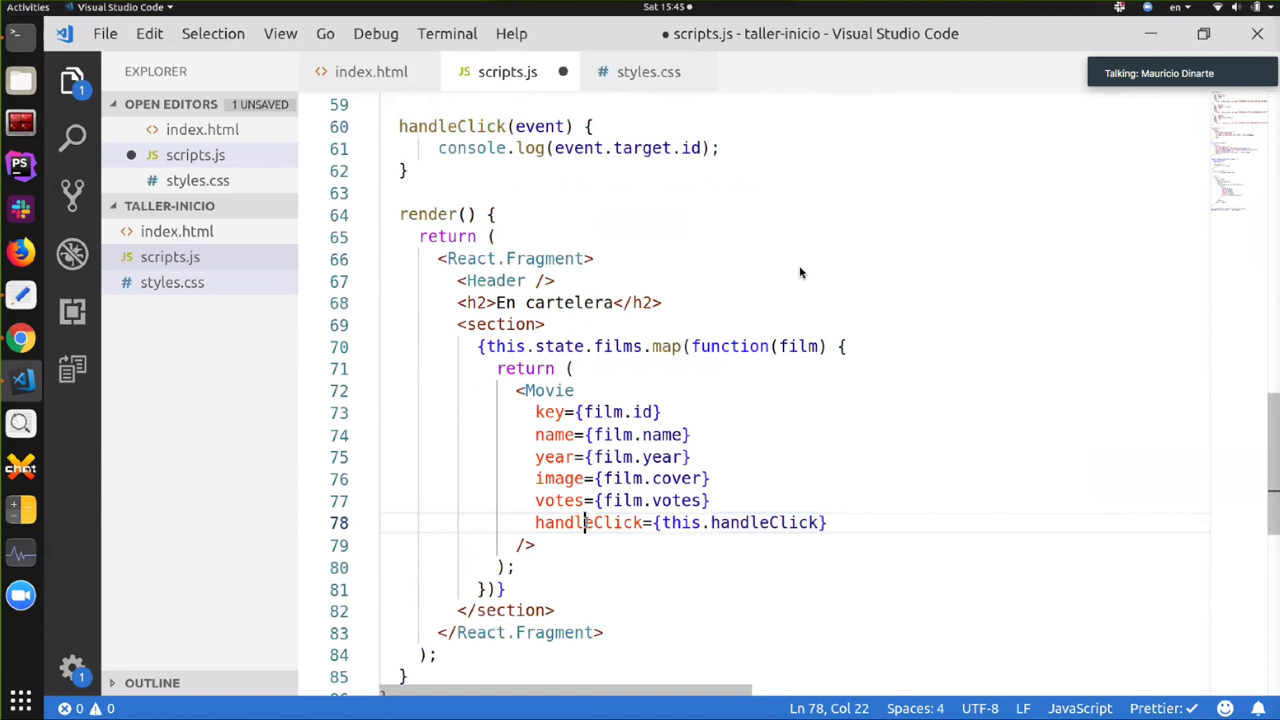 Activities
Visual Studio Code
Sat 15:45
en
File Edit Selection View Go Debug Terminal Help
● scripts.js - taller-inicio - Visual Studio Code
EXPLORER
index.html
scripts.js
styles.css
Talking: Mauricio Dinarte
OPEN EDITORS 1 UNSAVED
index.html
scripts.js
styles.css
TALLER-INICIO
index.html
scripts.js
styles.css
OUTLINE
1
1
PS
chat
59
60 handleClick(event) {
61 console.log(event.target.id);
62 }
63
64 render() {
65 return (
66 <React.Fragment>
67 <Header />
68 <h2>En cartelera</h2>
69 <section>
70 {this.state.films.map(function(film) {
71 return (
72 <Movie
73 key={film.id}
74 name={film.name}
75 year={film.year}
76 image={film.cover}
77 votes={film.votes}
78 handleClick={this.handleClick}
79 />
80 );
81 })}
82 </section>
83 </React.Fragment>
84 );
85 }
0 0
Ln 78, Col 22 Spaces: 4 UTF-8 LF JavaScript Prettier: ✓